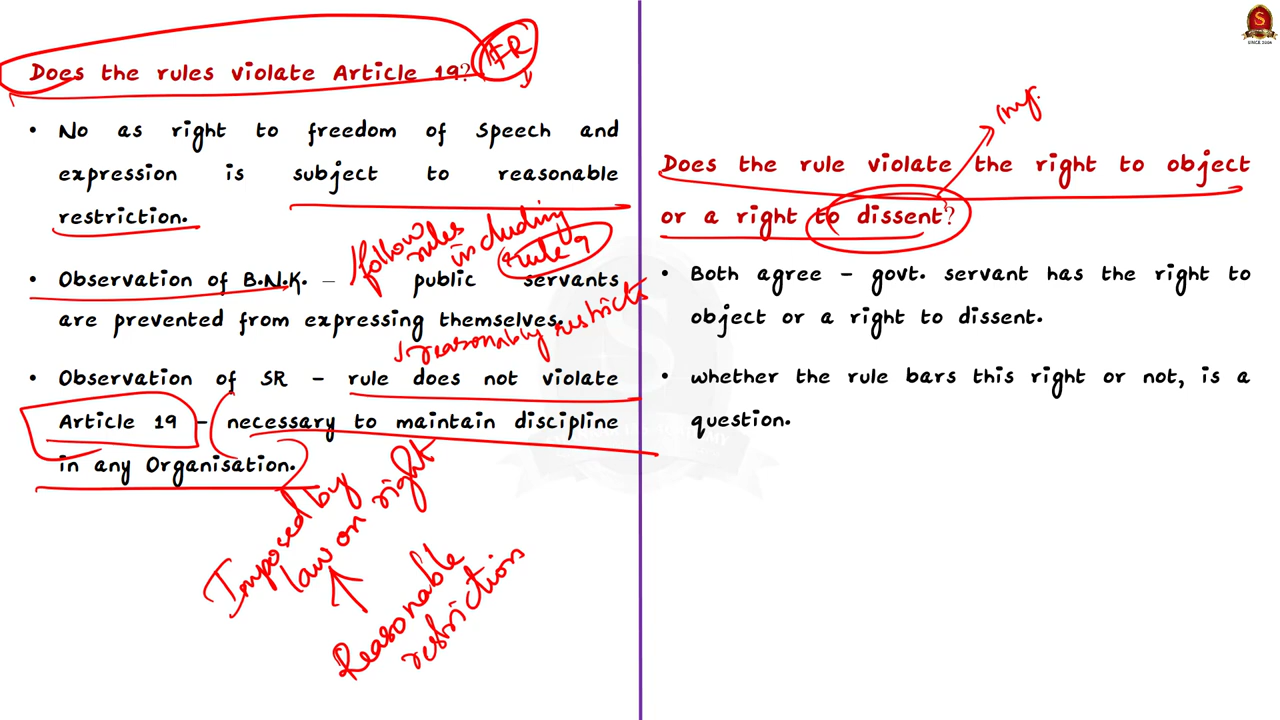 Does the rules violate Article 19?
FR
• No as right to freedom of speech and
expression is subject to reasonable
restriction.
follow
rules
including
rule 9
• Observation of B.N.K. – public servants
are prevented from expressing themselves.
reasonably restricts
• Observation of SR – rule does not violate
Article 19 – necessary to maintain discipline
in any Organisation.
Imposed by
law on right
Reasonable
restriction
imp.
Does the rule violate the right to object
or a right to dissent?
• Both agree – govt. servant has the right to
object or a right to dissent.
• whether the rule bars this right or not, is a
question.
S
SINCE 2004